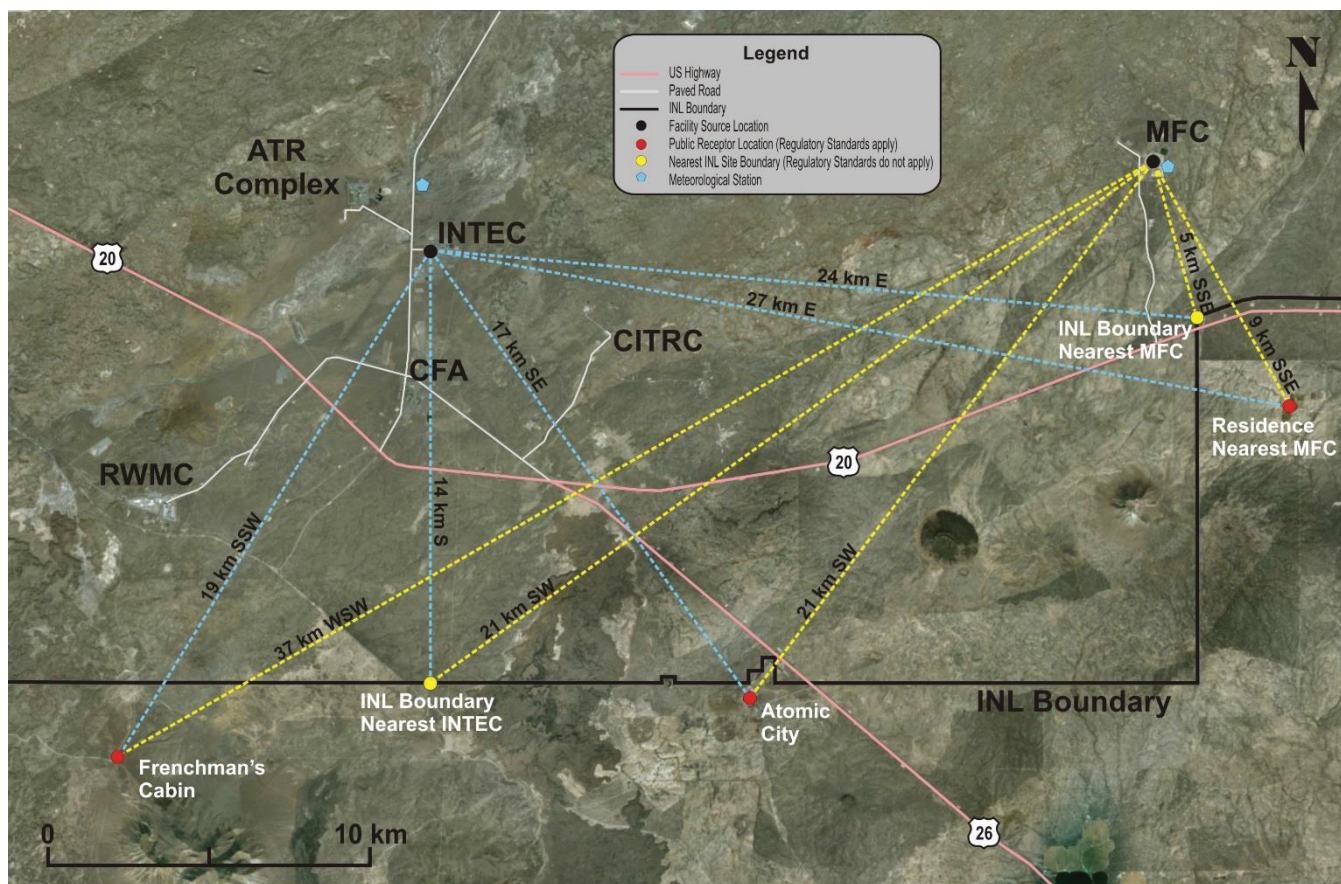 Legend
US Highway
Paved Road
INL Boundary
Facility Source Location
Public Receptor Location (Regulatory Standards apply)
Nearest INL Site Boundary (Regulatory Standards do not apply)
Meteorological Station
N
MFC
ATR
Complex
INTEC
20
24 km E
27 km E
5 km SSE
9 km SSE
INL Boundary
Nearest MFC
17 km SE
CITRC
CFA
Residence
Nearest MFC
20
RWMC
14 km S
19 km SSW
37 km WSW
21 km SW
21 km SW
INL Boundary
Nearest INTEC
Atomic
City
INL Boundary
Frenchman's
Cabin
0
10 km
26